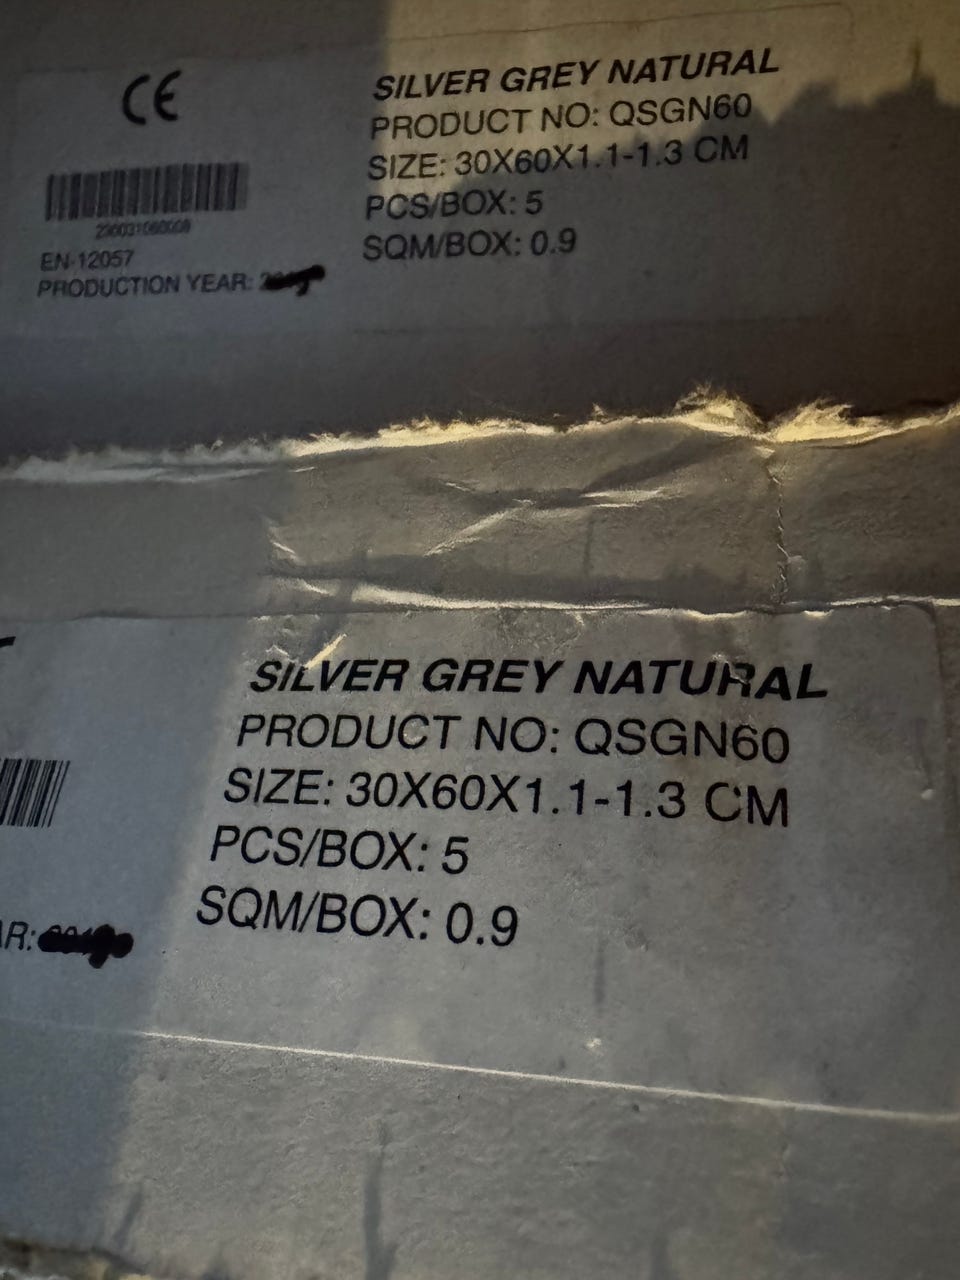 CE
SILVER GREY NATURAL
PRODUCT NO: QSGN60
SIZE: 30X60X1.1-1.3 CM
PCS/BOX: 5
SQM/BOX: 0.9
EN-12057
PRODUCTION YEAR:
SILVER GREY NATURAL
PRODUCT NO: QSGN60
SIZE: 30X60X1.1-1.3 CM
PCS/BOX: 5
SQM/BOX: 0.9
AR: